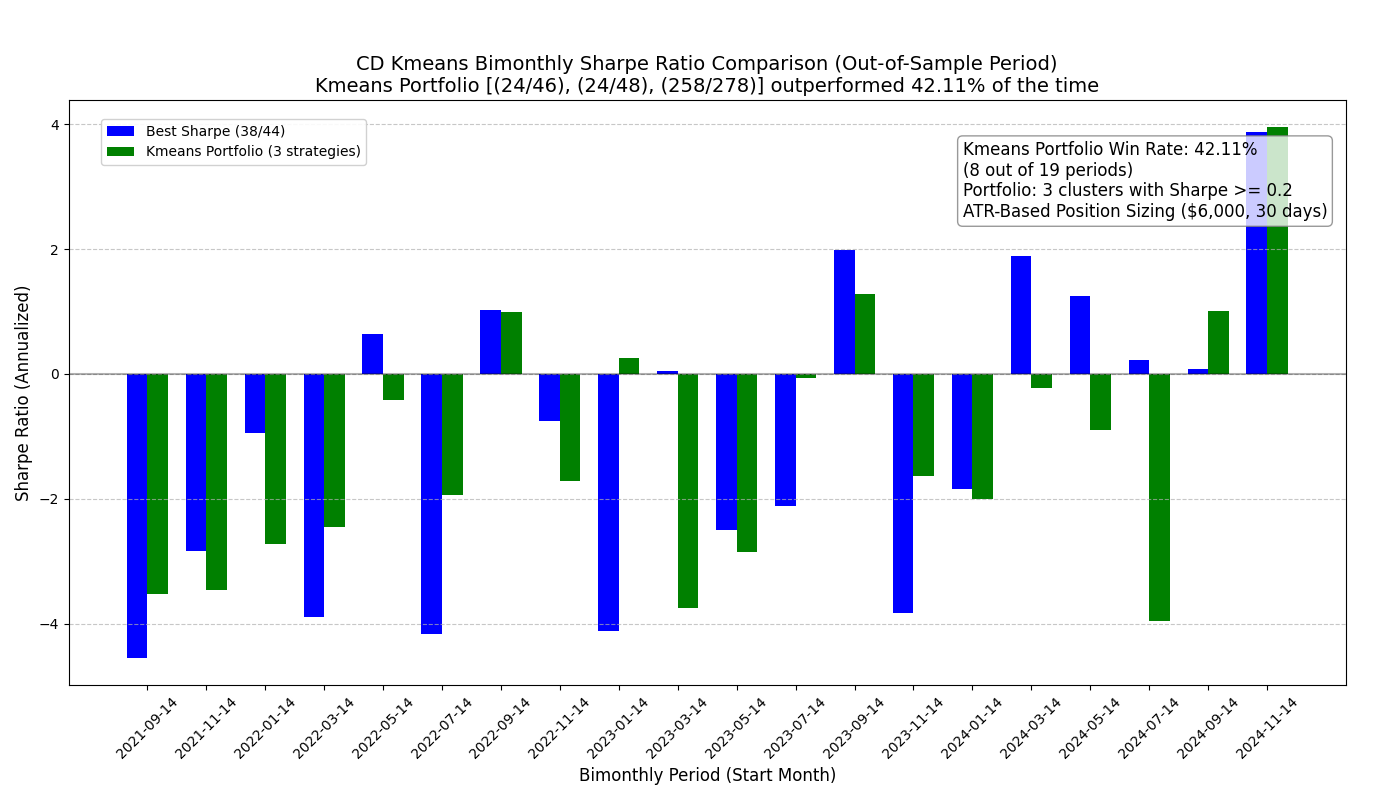 CD Kmeans Bimonthly Sharpe Ratio Comparison (Out-of-Sample Period)
Kmeans Portfolio [(24/46), (24/48), (258/278)] outperformed 42.11% of the time
Best Sharpe (38/44)
Kmeans Portfolio (3 strategies)
Kmeans Portfolio Win Rate: 42.11%
(8 out of 19 periods)
Portfolio: 3 clusters with Sharpe >= 0.2
ATR-Based Position Sizing ($6,000, 30 days)
Sharpe Ratio (Annualized)
4
2
0
−2
−4
2021-09-14
2021-11-14
2022-01-14
2022-03-14
2022-05-14
2022-07-14
2022-09-14
2022-11-14
2023-01-14
2023-03-14
2023-05-14
2023-07-14
2023-09-14
2023-11-14
2024-01-14
2024-03-14
2024-05-14
2024-07-14
2024-09-14
2024-11-14
Bimonthly Period (Start Month)